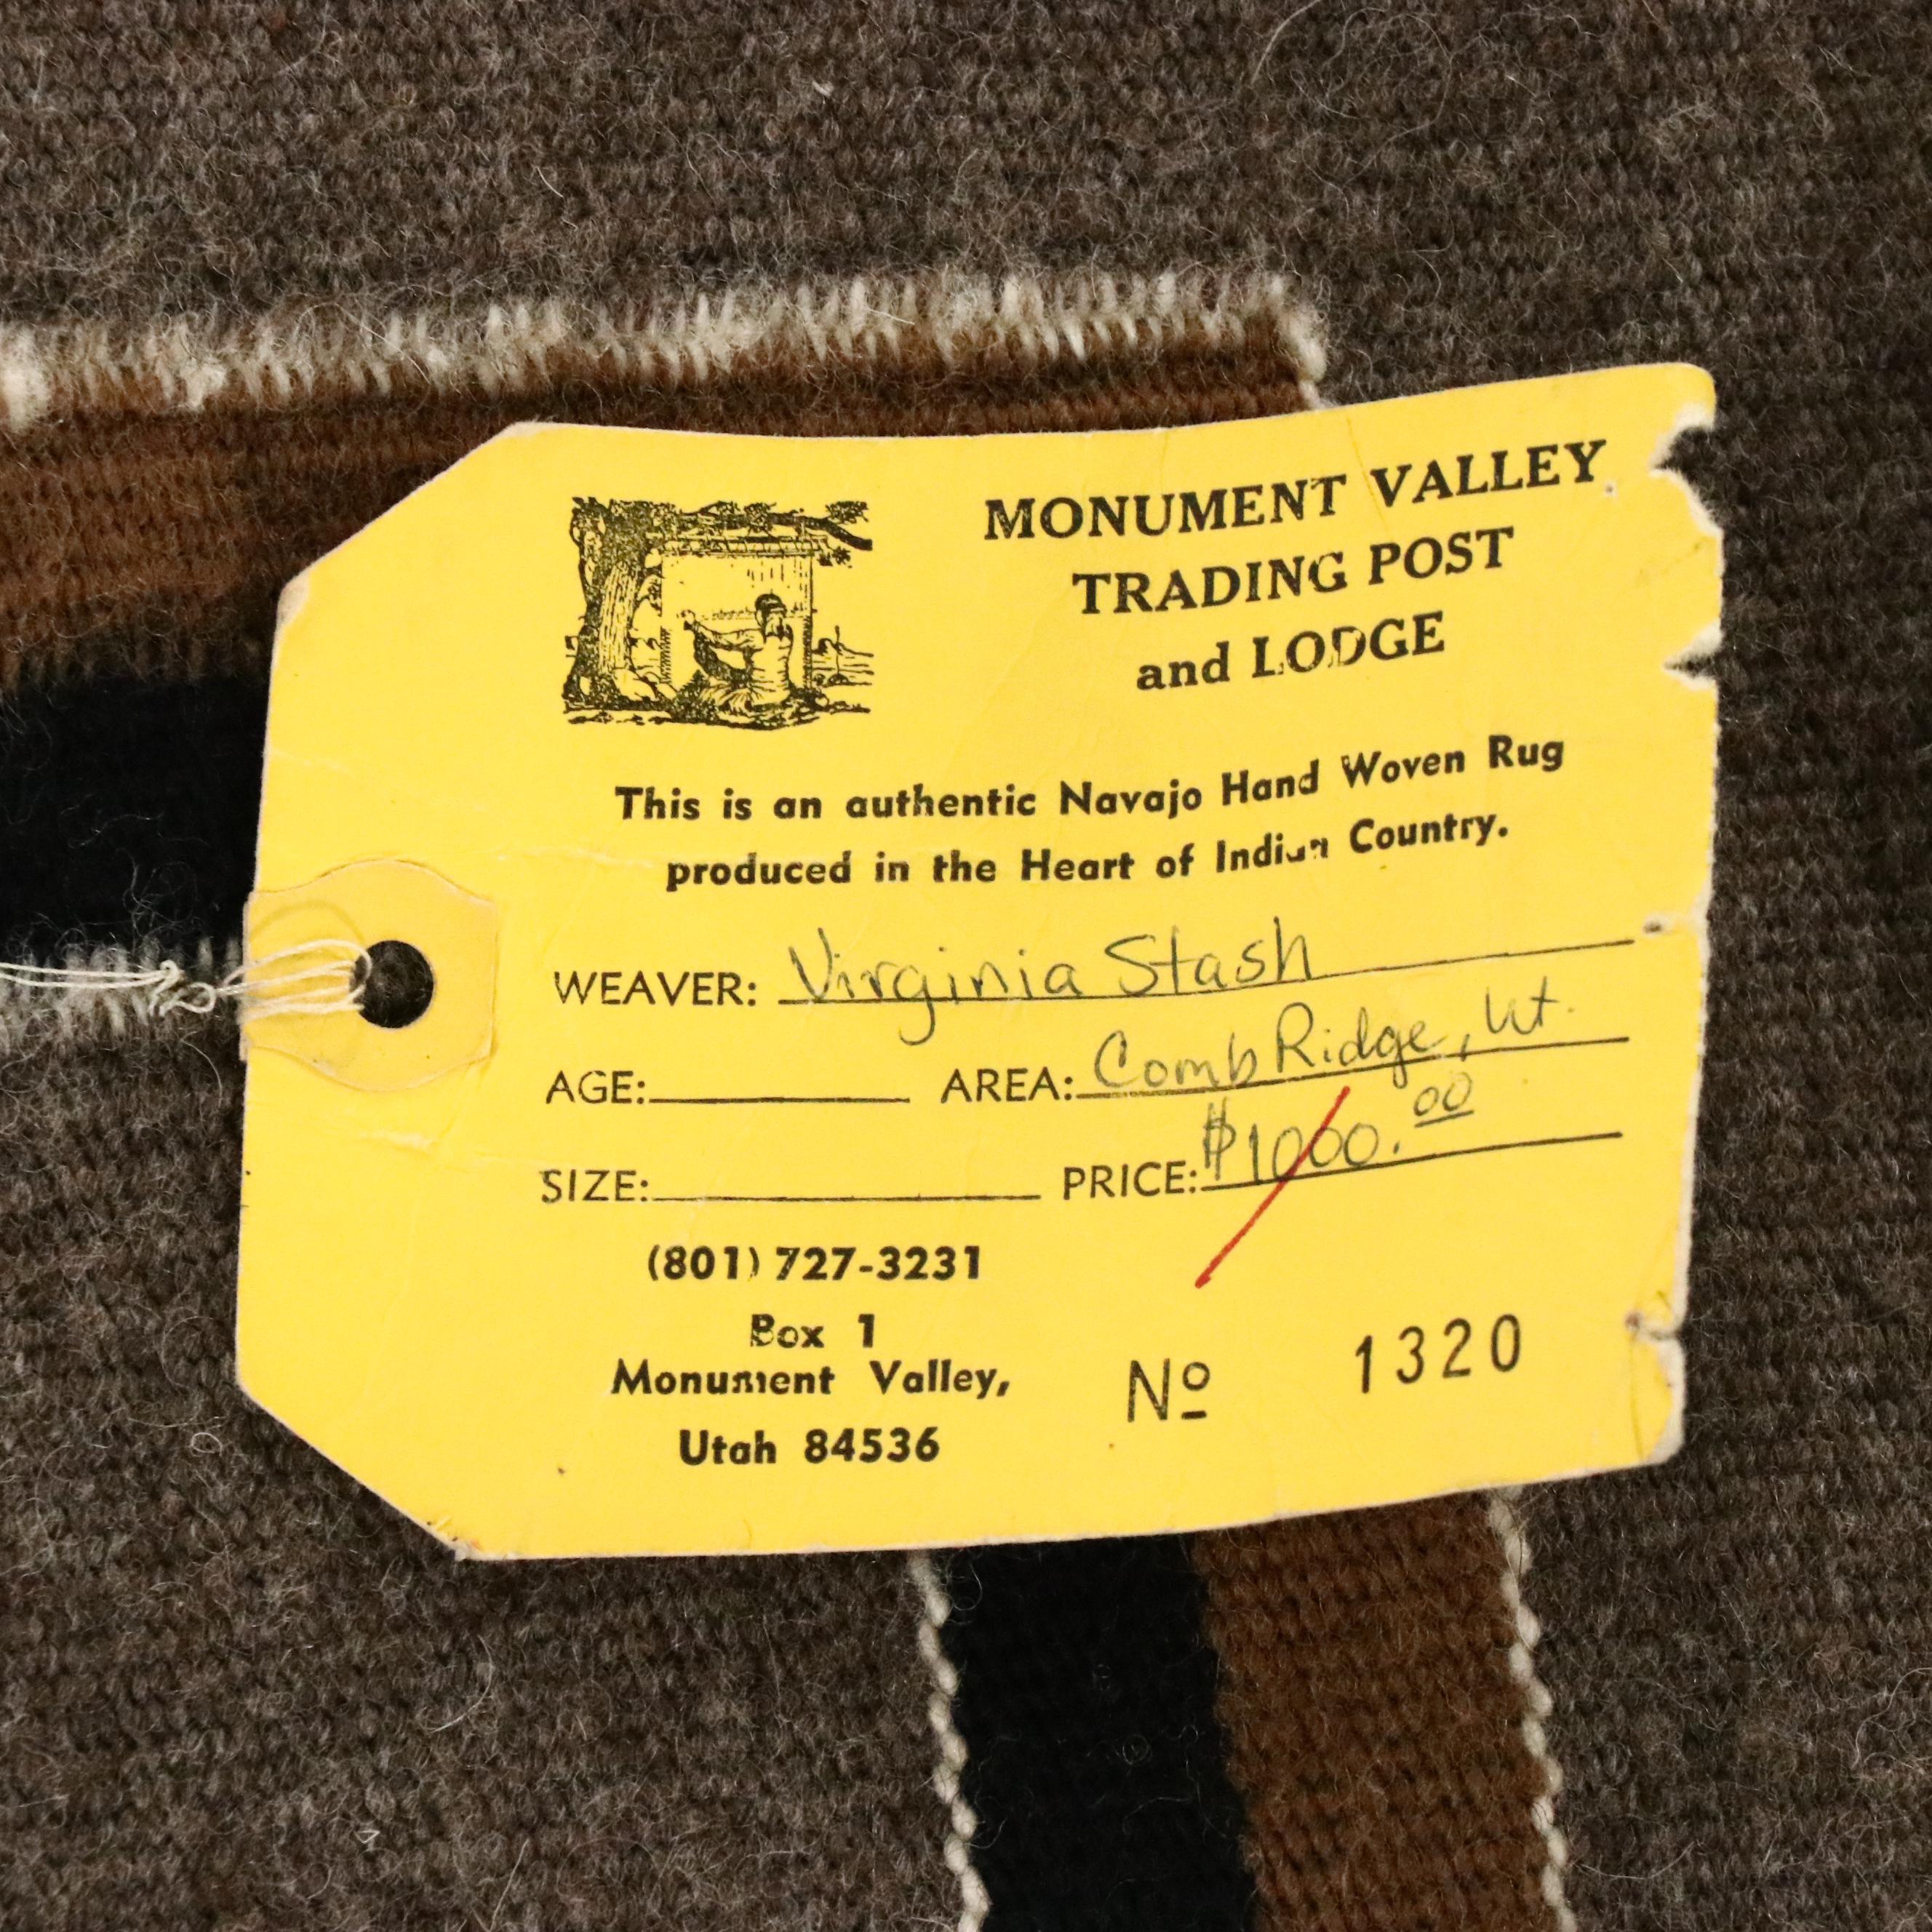 MONUMENT VALLEY
TRADING POST
and LODGE
This is an authentic Navajo Hand Woven Rug
produced in the Heart of Indian Country.
WEAVER: Virginia Stash
AGE: AREA: Comb Ridge, Ut.
SIZE: PRICE: $1000.00
(801) 727-3231
Box 1
Monument Valley,
Utah 84536
Nº 1320